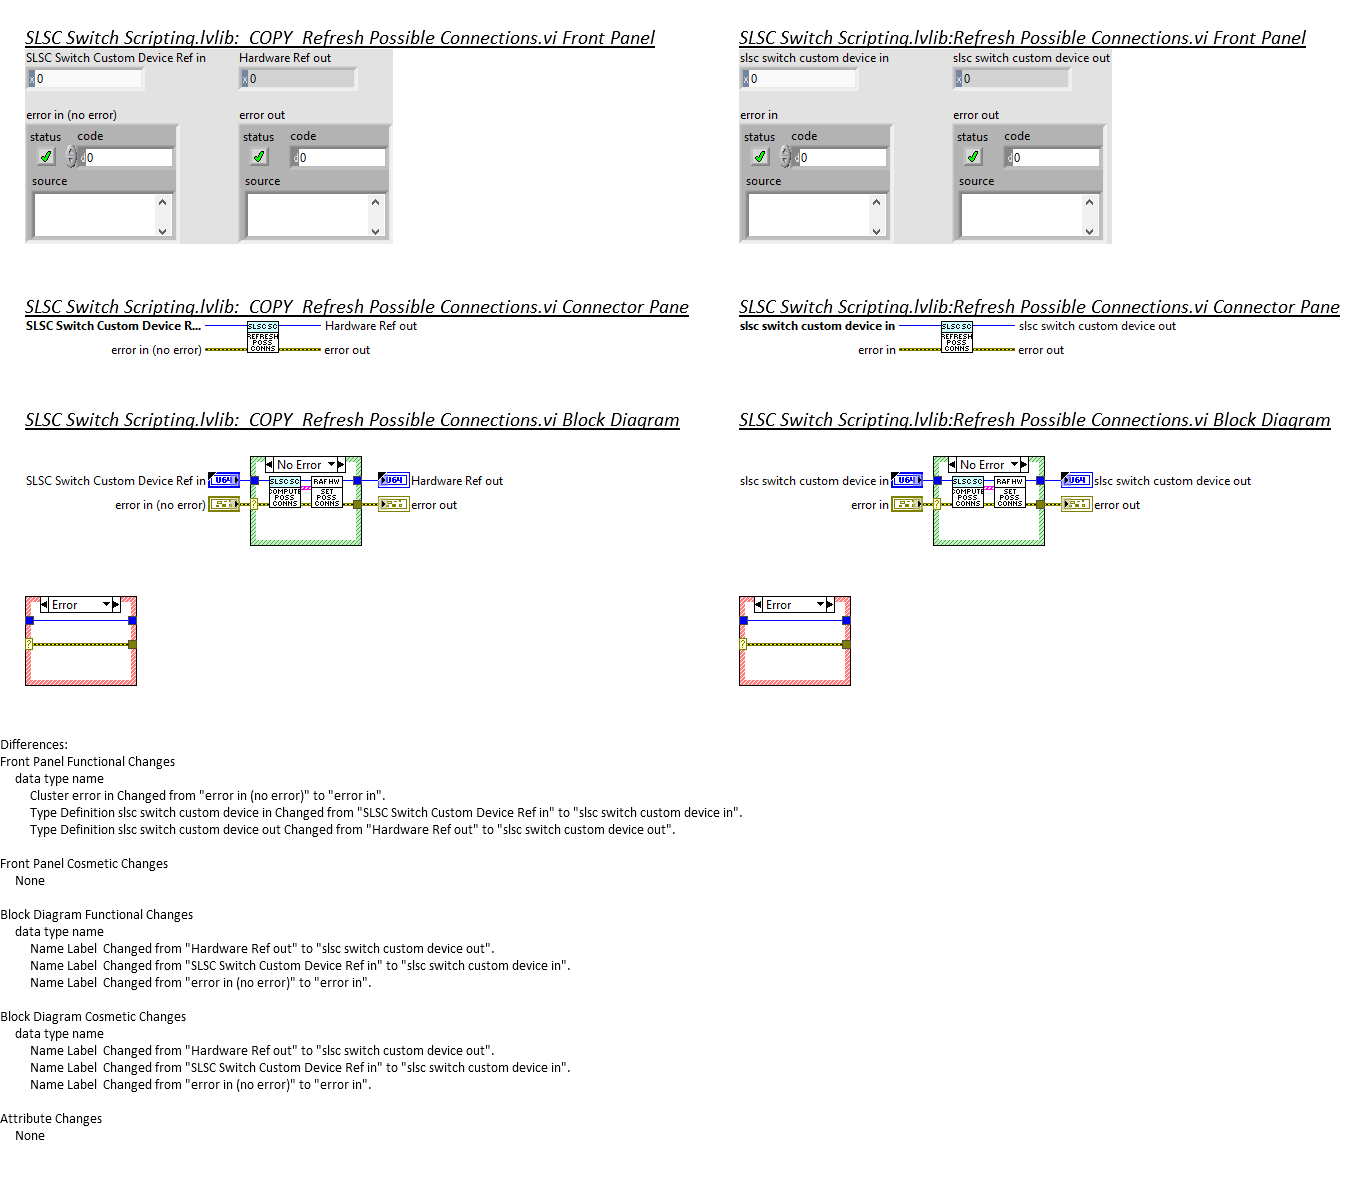 SLSC Switch Scripting.lvlib:  COPY  Refresh Possible Connections.vi Front Panel
SLSC Switch Custom Device Ref in
Hardware Ref out
x 0
x 0
error in (no error)
error out
status code
d 0
source
status code
d 0
source
SLSC Switch Scripting.lvlib:Refresh Possible Connections.vi Front Panel
slsc switch custom device in
slsc switch custom device out
x 0
x 0
error in
error out
status code
d 0
source
status code
d 0
source
SLSC Switch Scripting.lvlib:  COPY  Refresh Possible Connections.vi Connector Pane
SLSC Switch Custom Device R...
SLSC SC
REFRESH
POSS
CONNS
Hardware Ref out
error in (no error)
error out
SLSC Switch Scripting.lvlib:Refresh Possible Connections.vi Connector Pane
slsc switch custom device in
SLSC SC
REFRESH
POSS
CONNS
slsc switch custom device out
error in
error out
SLSC Switch Scripting.lvlib:  COPY  Refresh Possible Connections.vi Block Diagram
No Error
SLSC Switch Custom Device Ref in
U64
SLSC SC
COMPUTE
POSS
CONNS
RAF HW
SET
POSS
CONNS
U64
Hardware Ref out
error in (no error)
?
error out
Error
?
SLSC Switch Scripting.lvlib:Refresh Possible Connections.vi Block Diagram
No Error
slsc switch custom device in
U64
SLSC SC
COMPUTE
POSS
CONNS
RAF HW
SET
POSS
CONNS
U64
slsc switch custom device out
error in
?
error out
Error
?
Differences:
Front Panel Functional Changes
data type name
Cluster error in Changed from "error in (no error)" to "error in".
Type Definition slsc switch custom device in Changed from "SLSC Switch Custom Device Ref in" to "slsc switch custom device in".
Type Definition slsc switch custom device out Changed from "Hardware Ref out" to "slsc switch custom device out".
Front Panel Cosmetic Changes
None
Block Diagram Functional Changes
data type name
Name Label  Changed from "Hardware Ref out" to "slsc switch custom device out".
Name Label  Changed from "SLSC Switch Custom Device Ref in" to "slsc switch custom device in".
Name Label  Changed from "error in (no error)" to "error in".
Block Diagram Cosmetic Changes
data type name
Name Label  Changed from "Hardware Ref out" to "slsc switch custom device out".
Name Label  Changed from "SLSC Switch Custom Device Ref in" to "slsc switch custom device in".
Name Label  Changed from "error in (no error)" to "error in".
Attribute Changes
None